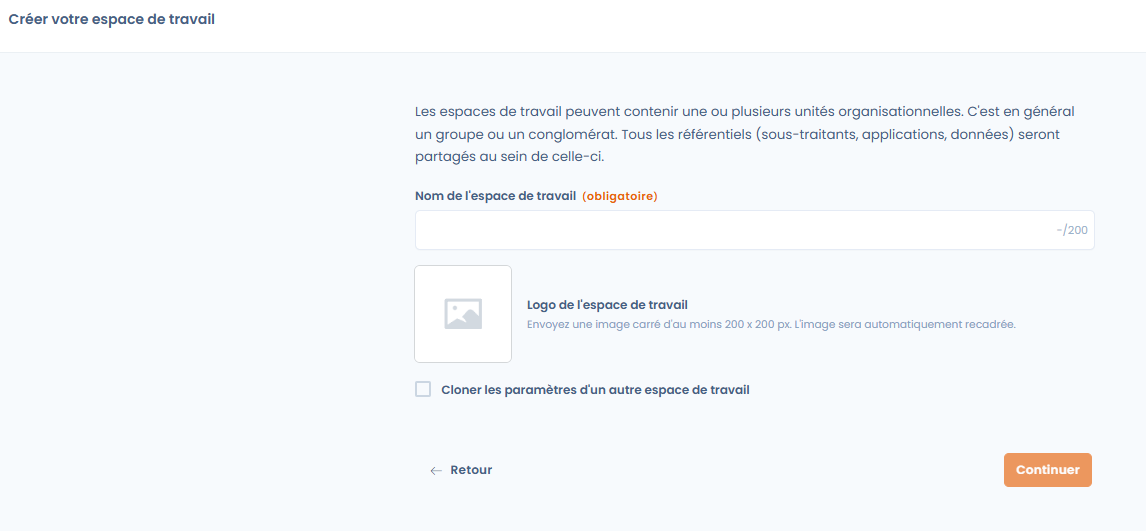 Créer votre espace de travail
Les espaces de travail peuvent contenir une ou plusieurs unités organisationnelles. C'est en général
un groupe ou un conglomérat. Tous les référentiels (sous-traitants, applications, données) seront
partagés au sein de celle-ci.
Nom de l'espace de travail (obligatoire)
-/200
Logo de l'espace de travail
Envoyez une image carré d'au moins 200 x 200 px. L'image sera automatiquement recadrée.
Cloner les paramètres d'un autre espace de travail
← Retour
Continuer